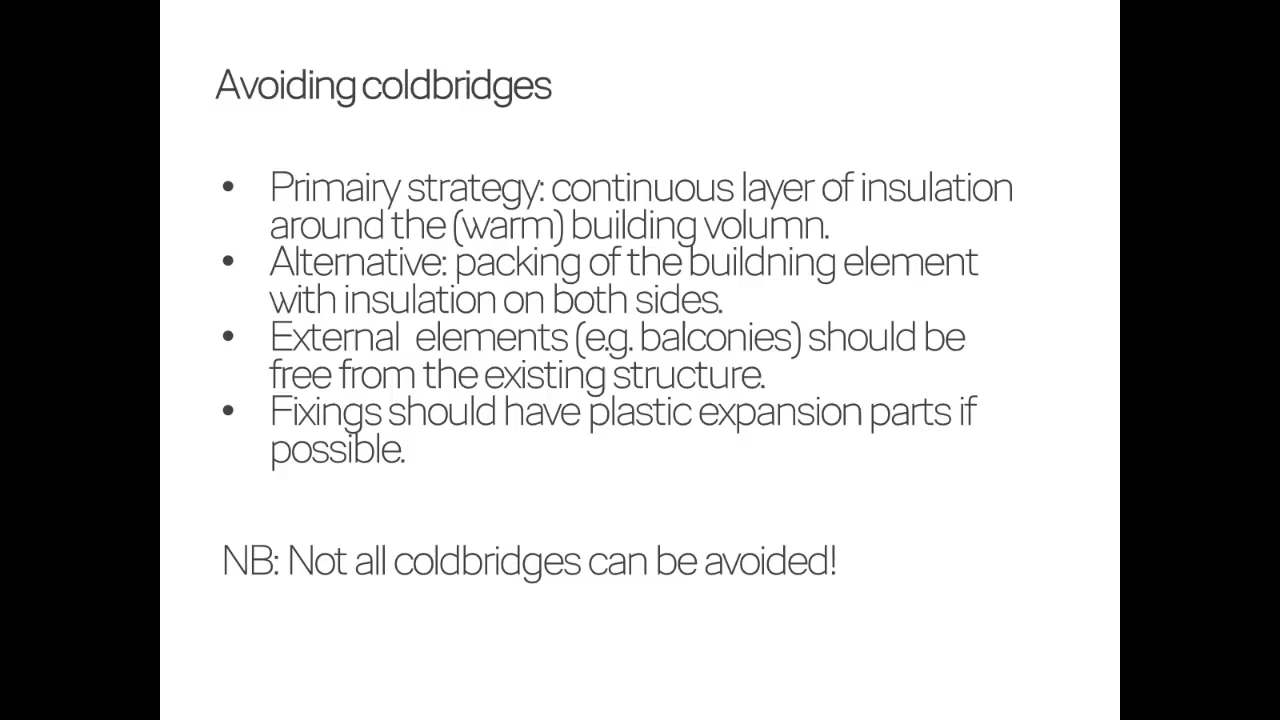 Avoiding coldbridges
• Primairy strategy: continuous layer of insulation
around the (warm) building volumn.
• Alternative: packing of the buildning element
with insulation on both sides.
• External elements (e.g. balconies) should be
free from the existing structure.
• Fixings should have plastic expansion parts if
possible.
NB: Not all coldbridges can be avoided!